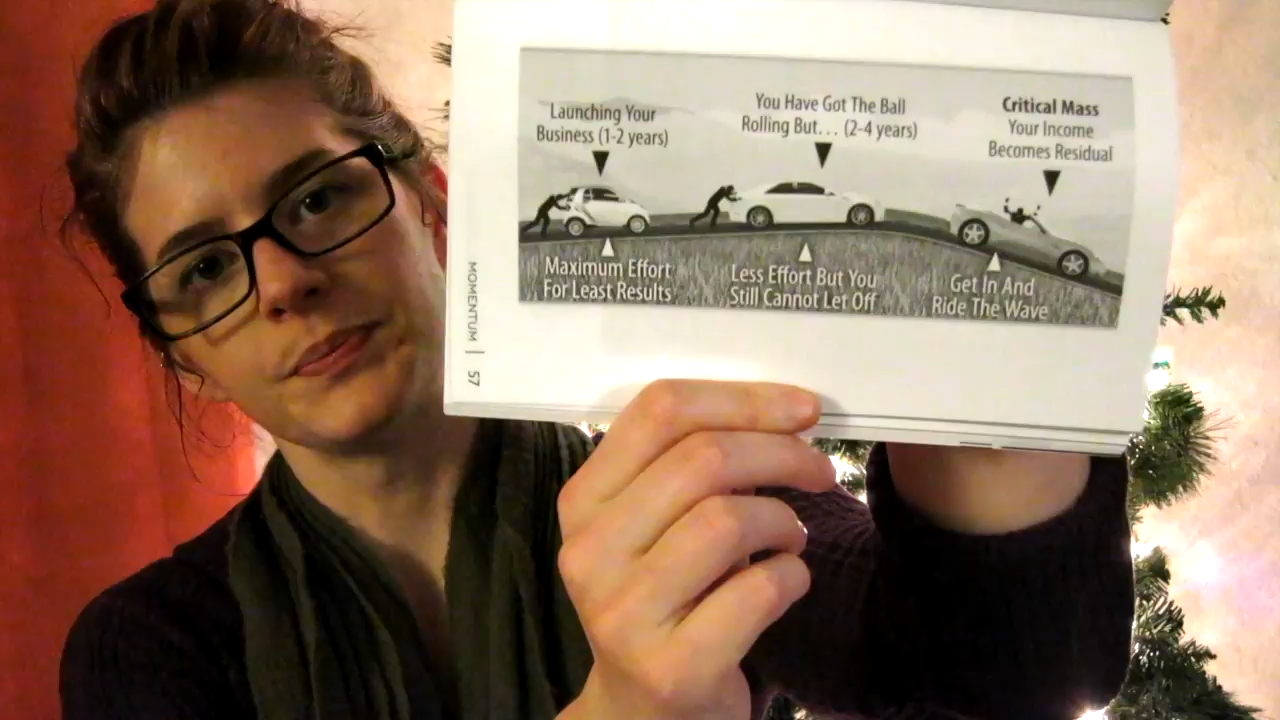 Launching Your
Business (1-2 years)
You Have Got The Ball
Rolling But... (2-4 years)
Critical Mass
Your Income
Becomes Residual
Maximum Effort
For Least Results
Less Effort But You
Still Cannot Let Off
Get In And
Ride The Wave
MOMENTUM | 57